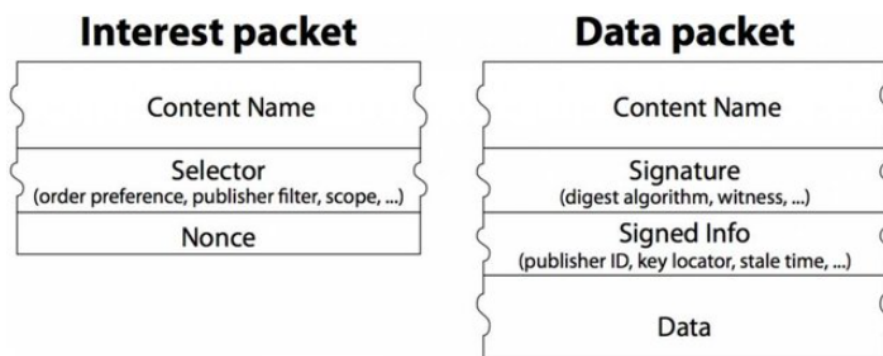 Interest packet
Content Name
Selector
(order preference, publisher filter, scope, ...)
Nonce
Data packet
Content Name
Signature
(digest algorithm, witness, ...)
Signed Info
(publisher ID, key locator, stale time, ...)
Data